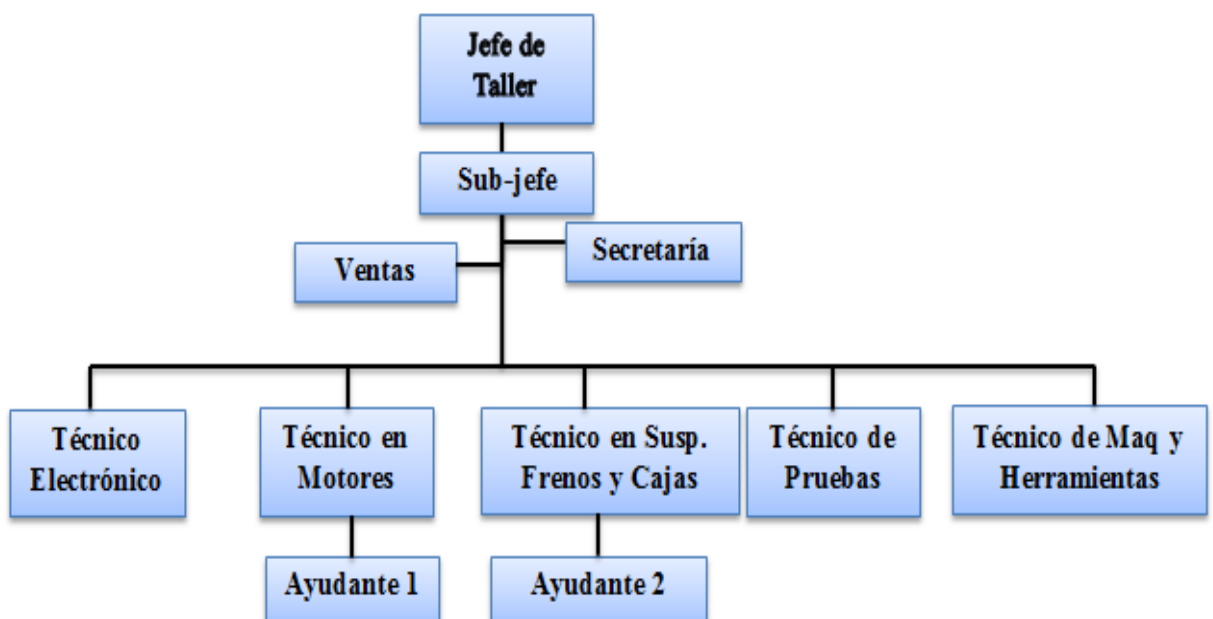 Jefe de
Taller
Sub-jefe
Secretaría
Ventas
Técnico
Electrónico
Técnico en
Motores
Técnico en Susp.
Frenos y Cajas
Técnico de
Pruebas
Técnico de Maq y
Herramientas
Ayudante 1
Ayudante 2